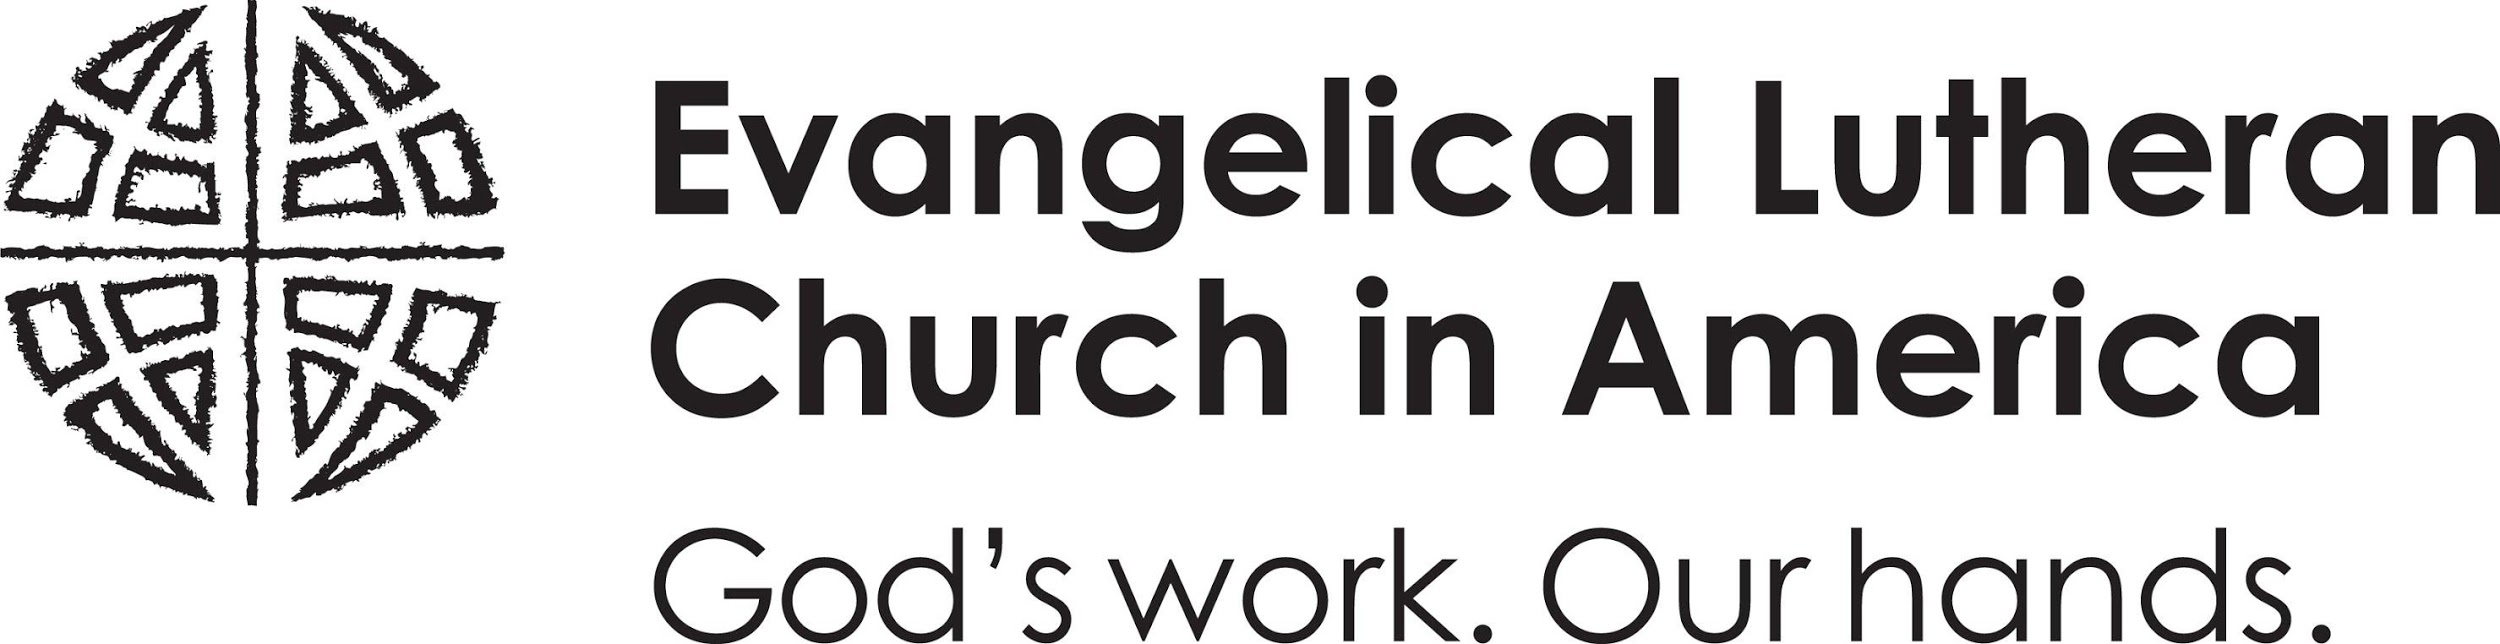 Evangelical Lutheran
Church in America
God’s work. Our hands.